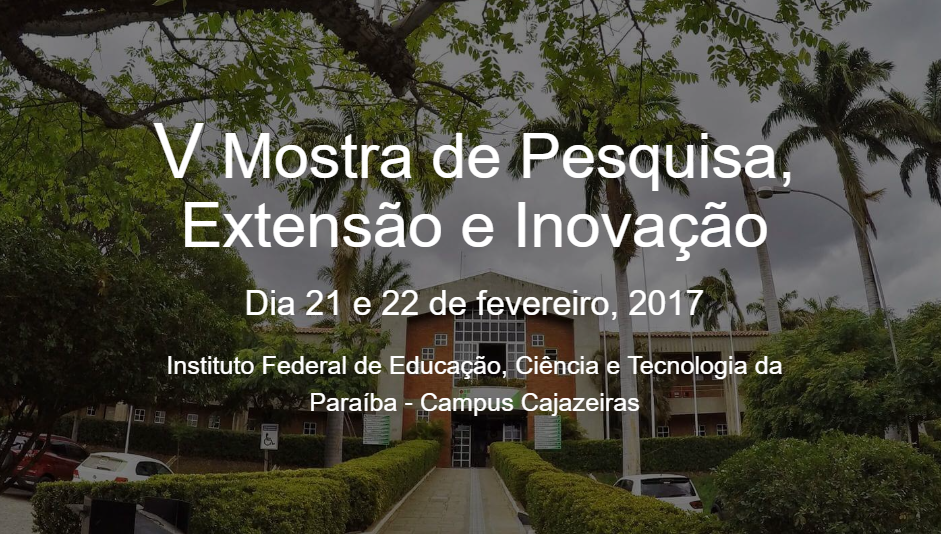 V Mostra de Pesquisa,
Extensão e Inovação
Dia 21 e 22 de fevereiro, 2017
Instituto Federal de Educação, Ciência e Tecnologia da
Paraíba - Campus Cajazeiras